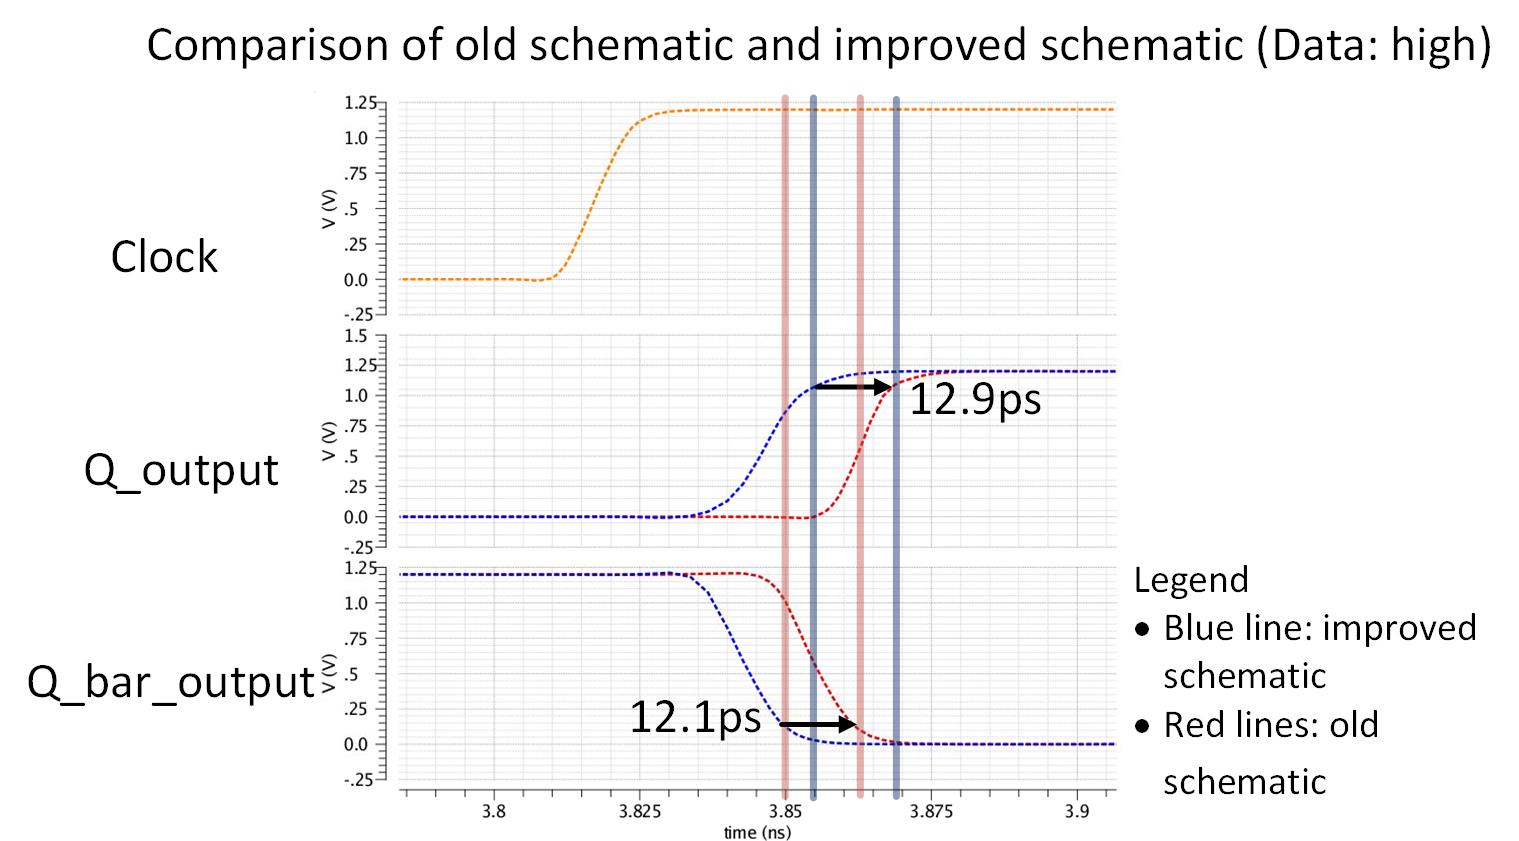 Comparison of old schematic and improved schematic (Data: high)
1.25
1.0
.75
.5
.25
0.0
-.25
V (V)
Clock
1.5
1.25
1.0
.75
.5
.25
0.0
-.25
V (V)
Q_output
12.9ps
1.25
1.0
.75
.5
.25
0.0
-.25
V (V)
Q_bar_output
12.1ps
Legend
• Blue line: improved
schematic
• Red lines: old
schematic
3.8 3.825 3.85 3.875 3.9
time (ns)